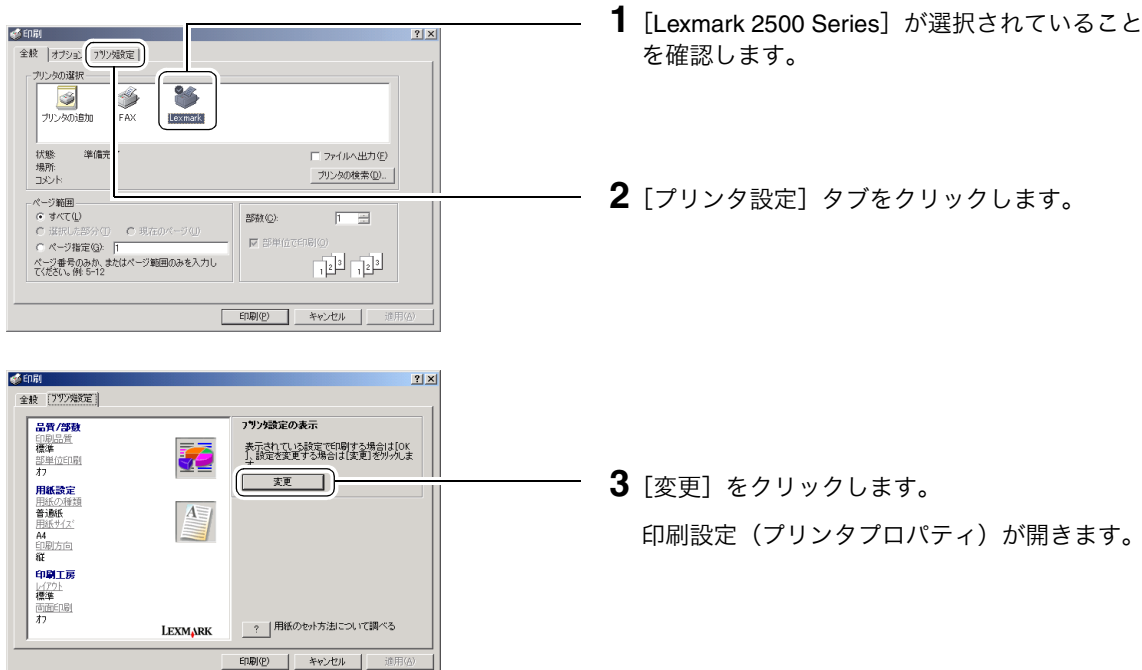 印刷
全般 オプション プリンタ設定
プリンタの選択
プリンタの追加 FAX Lexmark
状態: 準備完了
場所:
コメント:
ファイルへ出力(F)
プリンタの検索(D)...
ページ範囲
すべて(L)
選択した部分(T) 現在のページ(U)
ページ指定(G): 1
ページ番号のみか、またはページ範囲のみを入力し
てください。例: 5-12
部数(C): 1
部単位で印刷(O)
1 2 3 1 2 3
印刷(P) キャンセル 適用(A)
1 [Lexmark 2500 Series] が選択されていること
を確認します。
2 [プリンタ設定] タブをクリックします。
印刷
全般 プリンタ設定
品質/部数
印刷品質
標準
部単位印刷
オフ
用紙設定
用紙の種類
普通紙
用紙サイズ
A4
印刷方向
縦
印刷工房
レイアウト
標準
両面印刷
オフ
LEXMARK
プリンタ設定の表示
表示されている設定で印刷する場合は[OK
]、設定を変更する場合は[変更]をクリックしま
す
変更
? 用紙のセット方法について調べる
印刷(P) キャンセル 適用(A)
3 [変更] をクリックします。
印刷設定(プリンタプロパティ)が開きます。